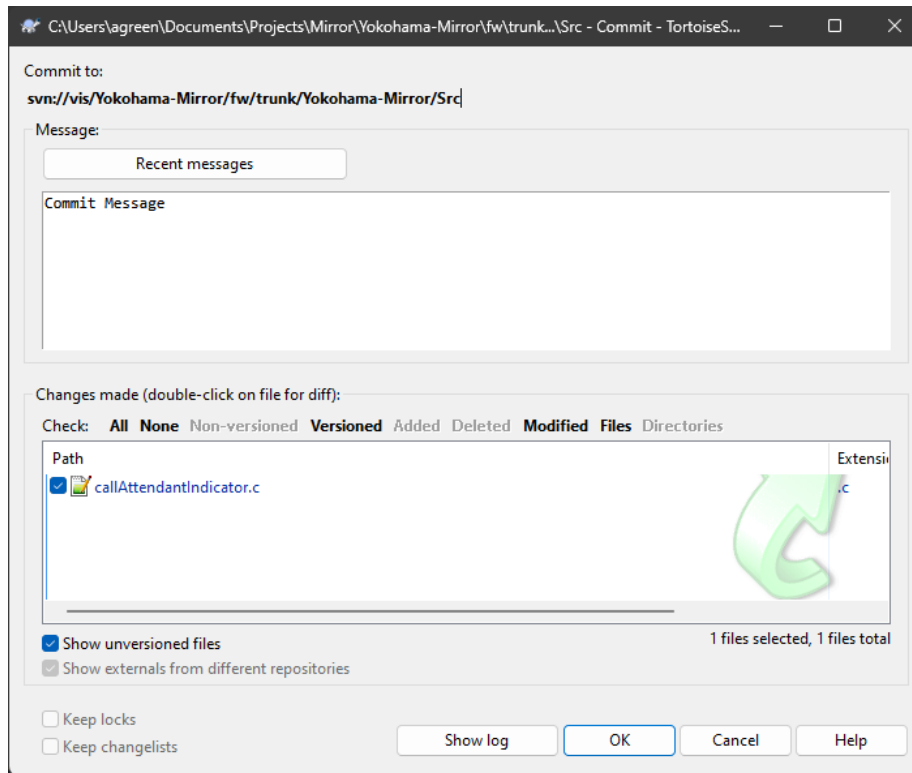 C:\Users\agreen\Documents\Projects\Mirror\Yokohama-Mirror\fw\trunk...\Src - Commit - TortoiseS...
Commit to:
svn://vis/Yokohama-Mirror/fw/trunk/Yokohama-Mirror/Src
Message:
Recent messages
Commit Message
Changes made (double-click on file for diff):
Check: All None Non-versioned Versioned Added Deleted Modified Files Directories
Path Extensi
callAttendantIndicator.c .c
Show unversioned files
1 files selected, 1 files total
Show externals from different repositories
Keep locks
Keep changelists
Show log OK Cancel Help